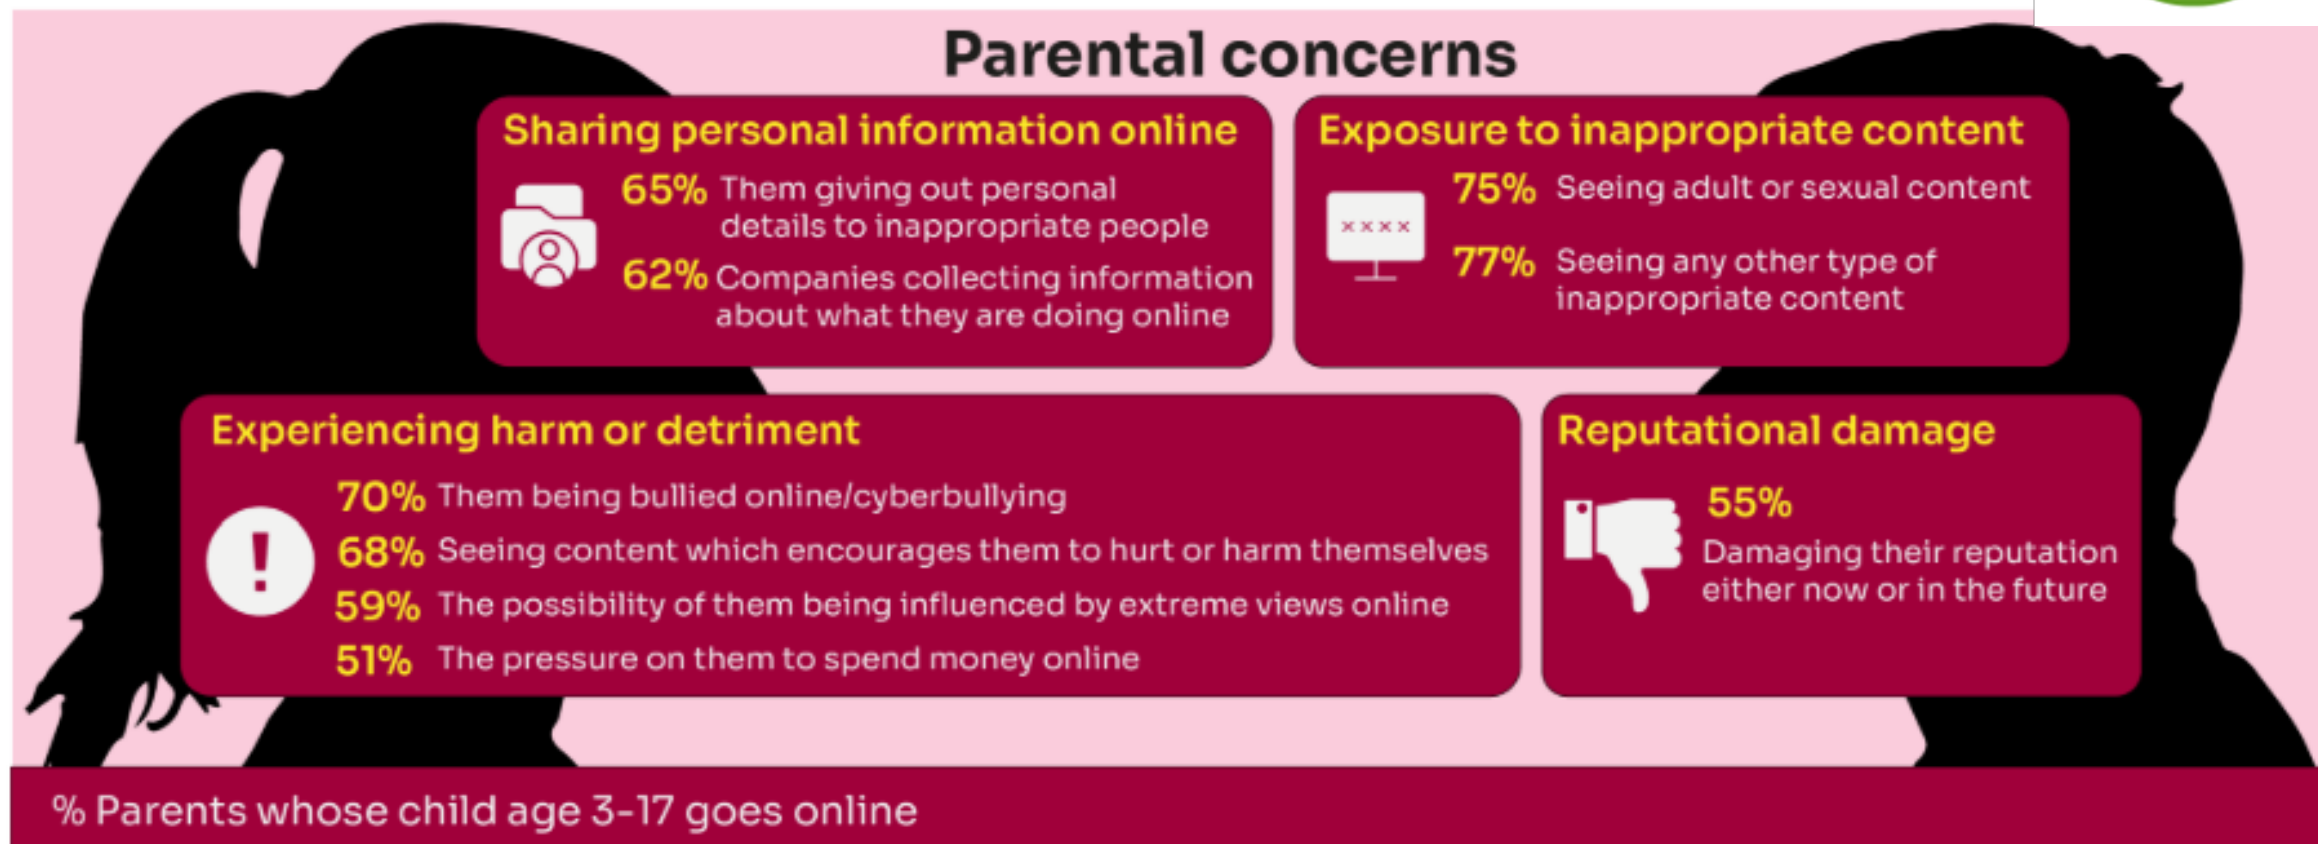 Parental concerns
Sharing personal information online
65% Them giving out personal
details to inappropriate people
62% Companies collecting information
about what they are doing online
Exposure to inappropriate content
xxxx
75% Seeing adult or sexual content
77% Seeing any other type of
inappropriate content
Experiencing harm or detriment
!
70% Them being bullied online/cyberbullying
68% Seeing content which encourages them to hurt or harm themselves
59% The possibility of them being influenced by extreme views online
51% The pressure on them to spend money online
Reputational damage
55%
Damaging their reputation
either now or in the future
% Parents whose child age 3-17 goes online